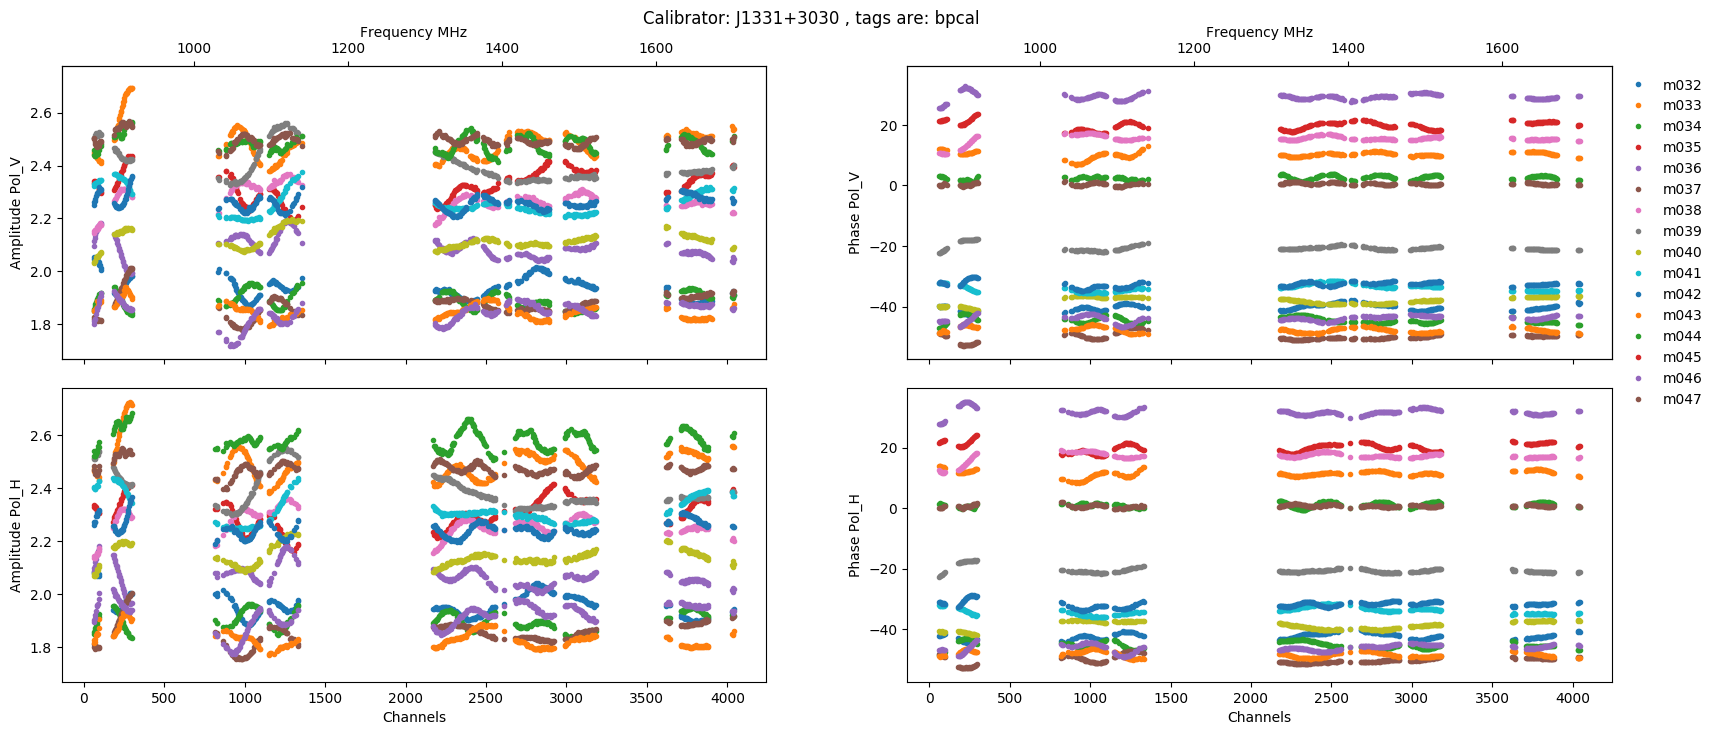 Calibrator: J1331+3030 , tags are: bpcal
Frequency MHz
1000 1200 1400 1600
Amplitude Pol_V
2.6
2.4
2.2
2.0
1.8
Frequency MHz
1000 1200 1400 1600
Phase Pol_V
20
0
−20
−40
m032
m033
m034
m035
m036
m037
m038
m039
m040
m041
m042
m043
m044
m045
m046
m047
Amplitude Pol_H
2.6
2.4
2.2
2.0
1.8
0 500 1000 1500 2000 2500 3000 3500 4000
Channels
Phase Pol_H
20
0
−20
−40
0 500 1000 1500 2000 2500 3000 3500 4000
Channels